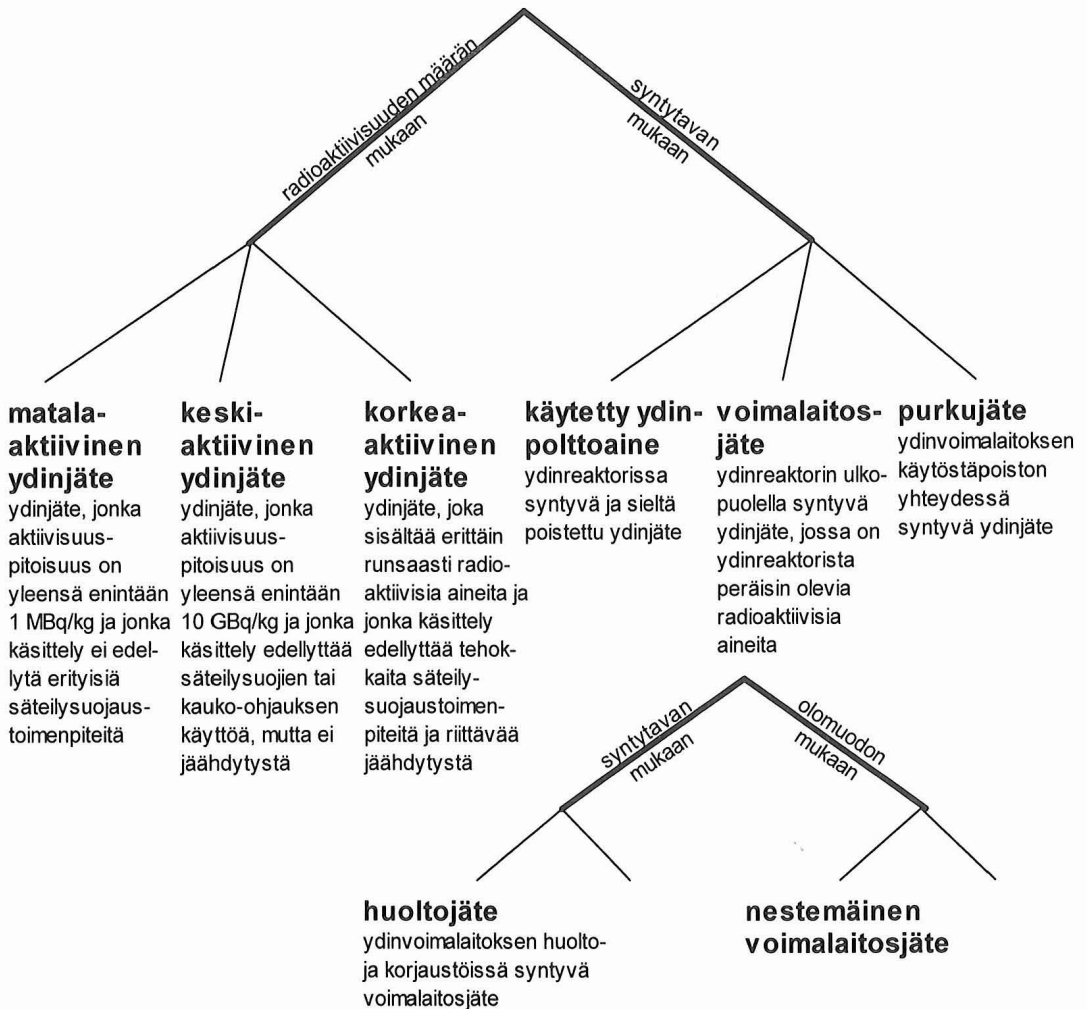 radioaktiivisuuden määrän
mukaan
syntytavan
mukaan
matala-
aktiivinen
ydinjäte
ydinjäte, jonka
aktiivisuus-
pitoisuus on
yleensä enintään
1 MBq/kg ja jonka
käsittely ei edel-
lytä erityisiä
säteilysuojaus-
toimenpiteitä
keski-
aktiivinen
ydinjäte
ydinjäte, jonka
aktiivisuus-
pitoisuus on
yleensä enintään
10 GBq/kg ja jonka
käsittely edellyttää
säteilysuojien tai
kauko-ohjauksen
käyttöä, mutta ei
jäähdytystä
korkea-
aktiivinen
ydinjäte
ydinjäte, joka
sisältää erittäin
runsaasti radio-
aktiivisia aineita ja
jonka käsittely
edellyttää tehok-
kaita säteily-
suojaustoimen-
piteitä ja riittävää
jäähdytystä
käytetty ydin-
polttoaine
ydinreaktorissa
syntyvä ja sieltä
poistettu ydinjäte
voimalaitos-
jäte
ydinreaktorin ulko-
puolella syntyvä
ydinjäte, jossa on
ydinreaktorista
peräisin olevia
radioaktiivisia
aineita
purkujäte
ydinvoimalaitoksen
käytöstäpoiston
yhteydessä
syntyvä ydinjäte
syntytavan
mukaan
olomuodon
mukaan
huoltojäte
ydinvoimalaitoksen huolto-
ja korjaustöissä syntyvä
voimalaitosjäte
nestemäinen
voimalaitosjäte